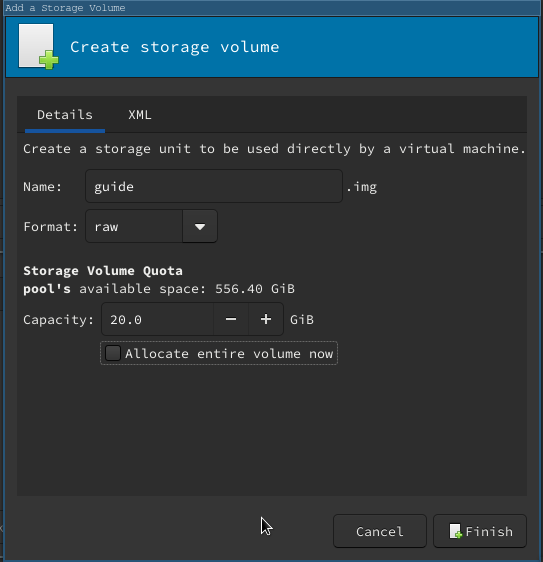 Add a Storage Volume
Create storage volume
Details XML
Create a storage unit to be used directly by a virtual machine.
Name: guide .img
Format: raw
Storage Volume Quota
pool's available space: 556.40 GiB
Capacity: 20.0 − + GiB
Allocate entire volume now
Cancel Finish